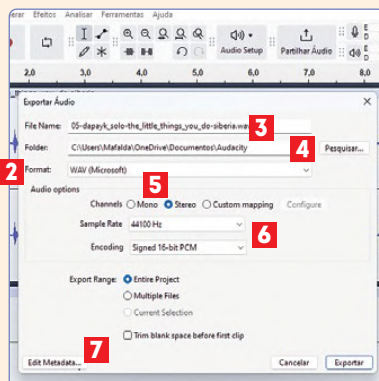 erar Efeitos Analisar Ferramentas Ajuda
Audio Setup Partilhar Áudio
2,0 3,0 4,0 5,0 6,0 7,0 8,0
Exportar Áudio
File Name: 05-dapayk_solo-the_little_things_you_do-siberia.wav 3
Folder: C:\Users\Mafalda\OneDrive\Documentos\Audacity 4 Pesquisar...
2 Format: WAV (Microsoft)
Audio options 5
Channels Mono Stereo Custom mapping Configure
Sample Rate 44100 Hz 6
Encoding Signed 16-bit PCM
Export Range: Entire Project
Multiple Files
Current Selection
Trim blank space before first clip
7
Edit Metadata... Cancelar Exportar